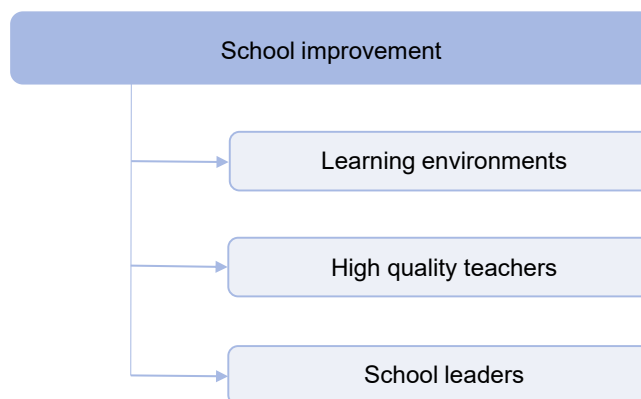 School improvement
Learning environments
High quality teachers
School leaders